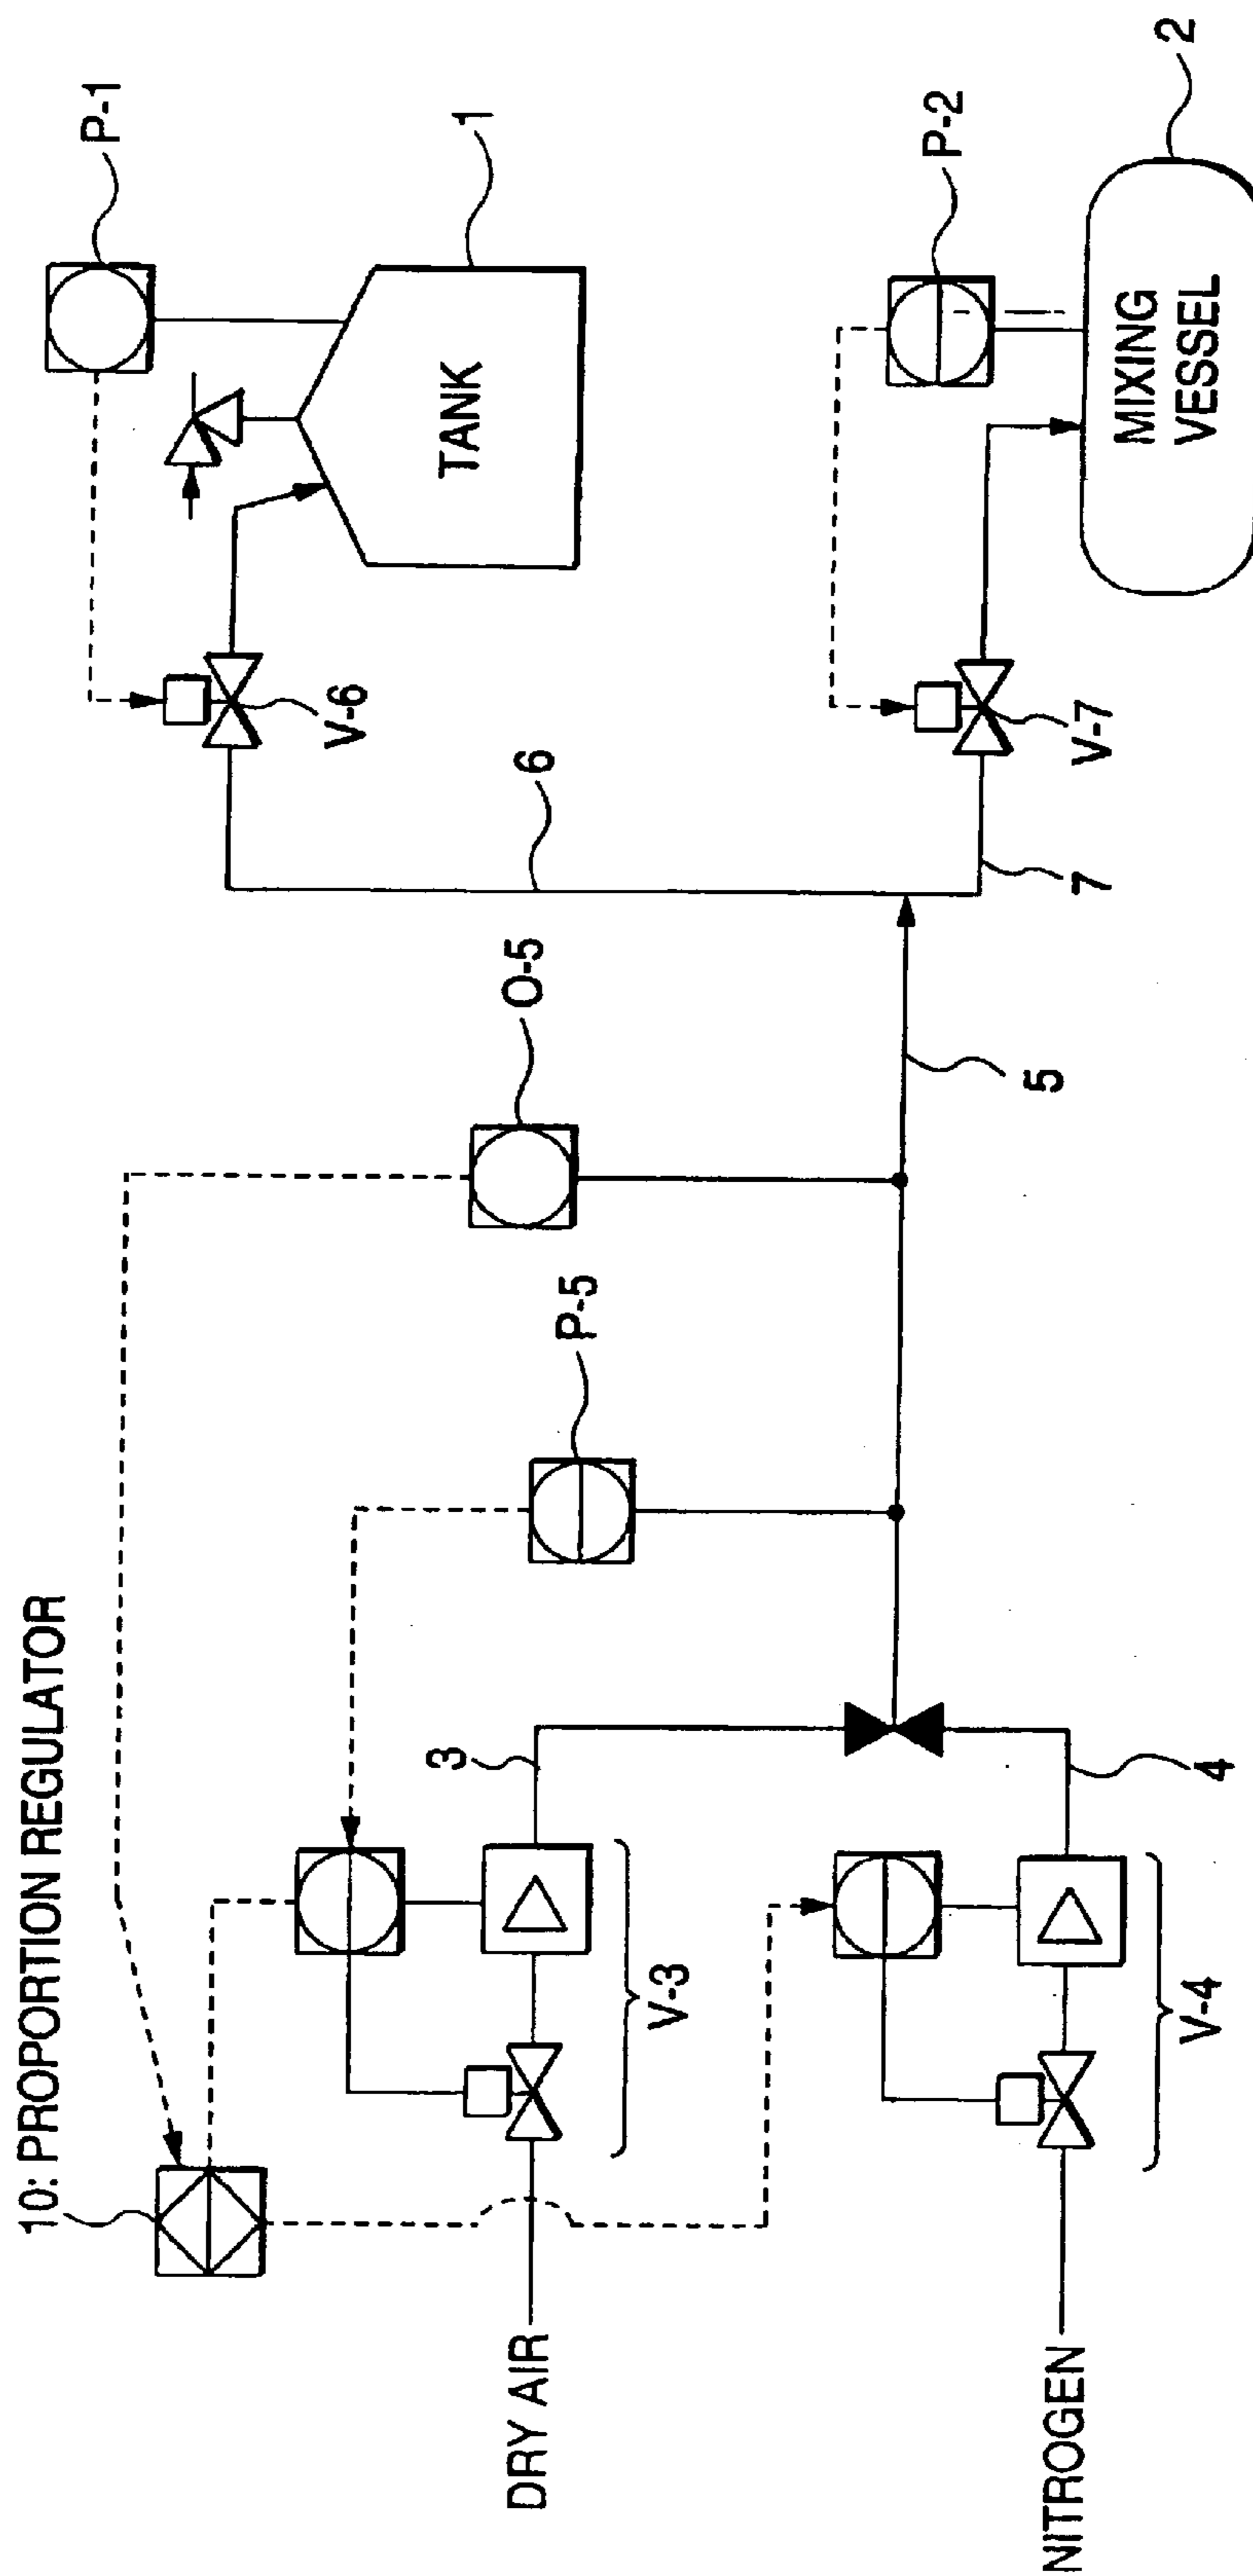 10: PROPORTION REGULATOR
P-1
1
TANK
V-6
6
O-5
P-5
3
V-3
DRY AIR
P-2
2
MIXING
VESSEL
V-7
7
5
4
V-4
NITROGEN